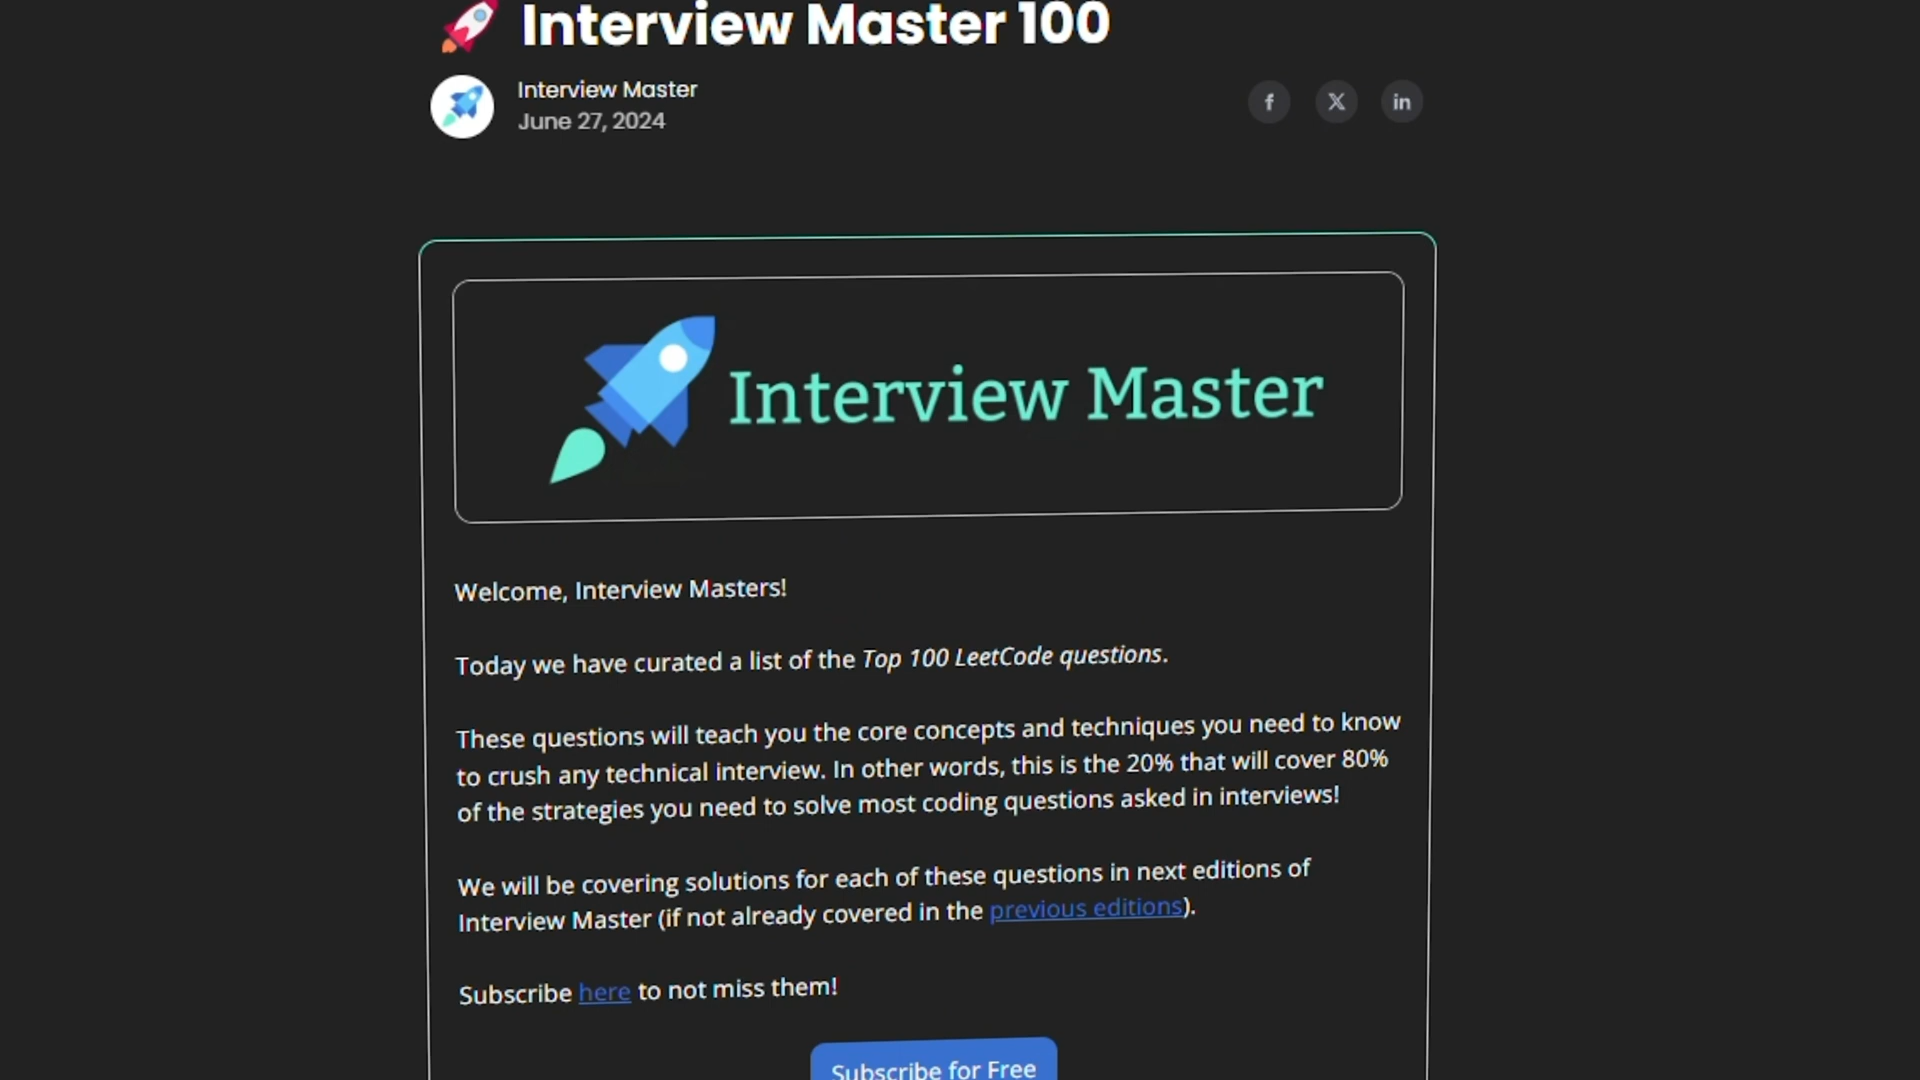 Interview Master 100
Interview Master
June 27, 2024
f X in
Interview Master
Welcome, Interview Masters!
Today we have curated a list of the Top 100 LeetCode questions.
These questions will teach you the core concepts and techniques you need to know
to crush any technical interview. In other words, this is the 20% that will cover 80%
of the strategies you need to solve most coding questions asked in interviews!
We will be covering solutions for each of these questions in next editions of
Interview Master (if not already covered in the previous editions).
Subscribe here to not miss them!
Subscribe for Free